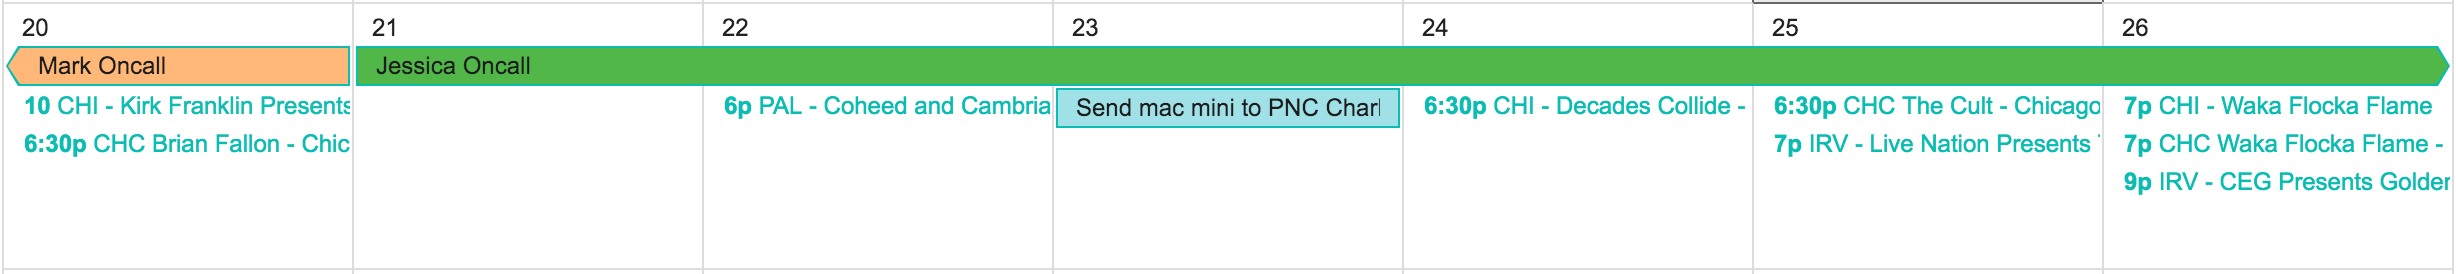 20 21 22 23 24 25 26
Mark Oncall Jessica Oncall
10 CHI - Kirk Franklin Presents
6:30p CHC Brian Fallon - Chic
6p PAL - Coheed and Cambria
Send mac mini to PNC Charl
6:30p CHI - Decades Collide -
6:30p CHC The Cult - Chicago
7p IRV - Live Nation Presents
7p CHI - Waka Flocka Flame
7p CHC Waka Flocka Flame -
9p IRV - CEG Presents Golden